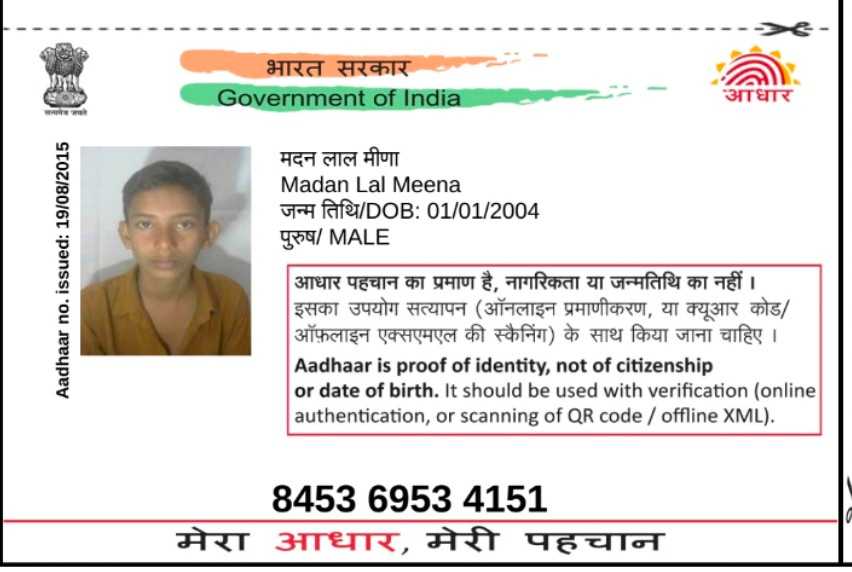 भारत सरकार
Government of India
सत्यमेव जयते
आधार
Aadhaar no. issued: 19/08/2015
मदन लाल मीणा
Madan Lal Meena
जन्म तिथि/DOB: 01/01/2004
पुरुष/ MALE
आधार पहचान का प्रमाण है, नागरिकता या जन्मतिथि का नहीं ।
इसका उपयोग सत्यापन (ऑनलाइन प्रमाणीकरण, या क्यूआर कोड/
ऑफ़लाइन एक्सएमएल की स्कैनिंग) के साथ किया जाना चाहिए ।
Aadhaar is proof of identity, not of citizenship
or date of birth. It should be used with verification (online
authentication, or scanning of QR code / offline XML).
8453 6953 4151
मेरा आधार, मेरी पहचान